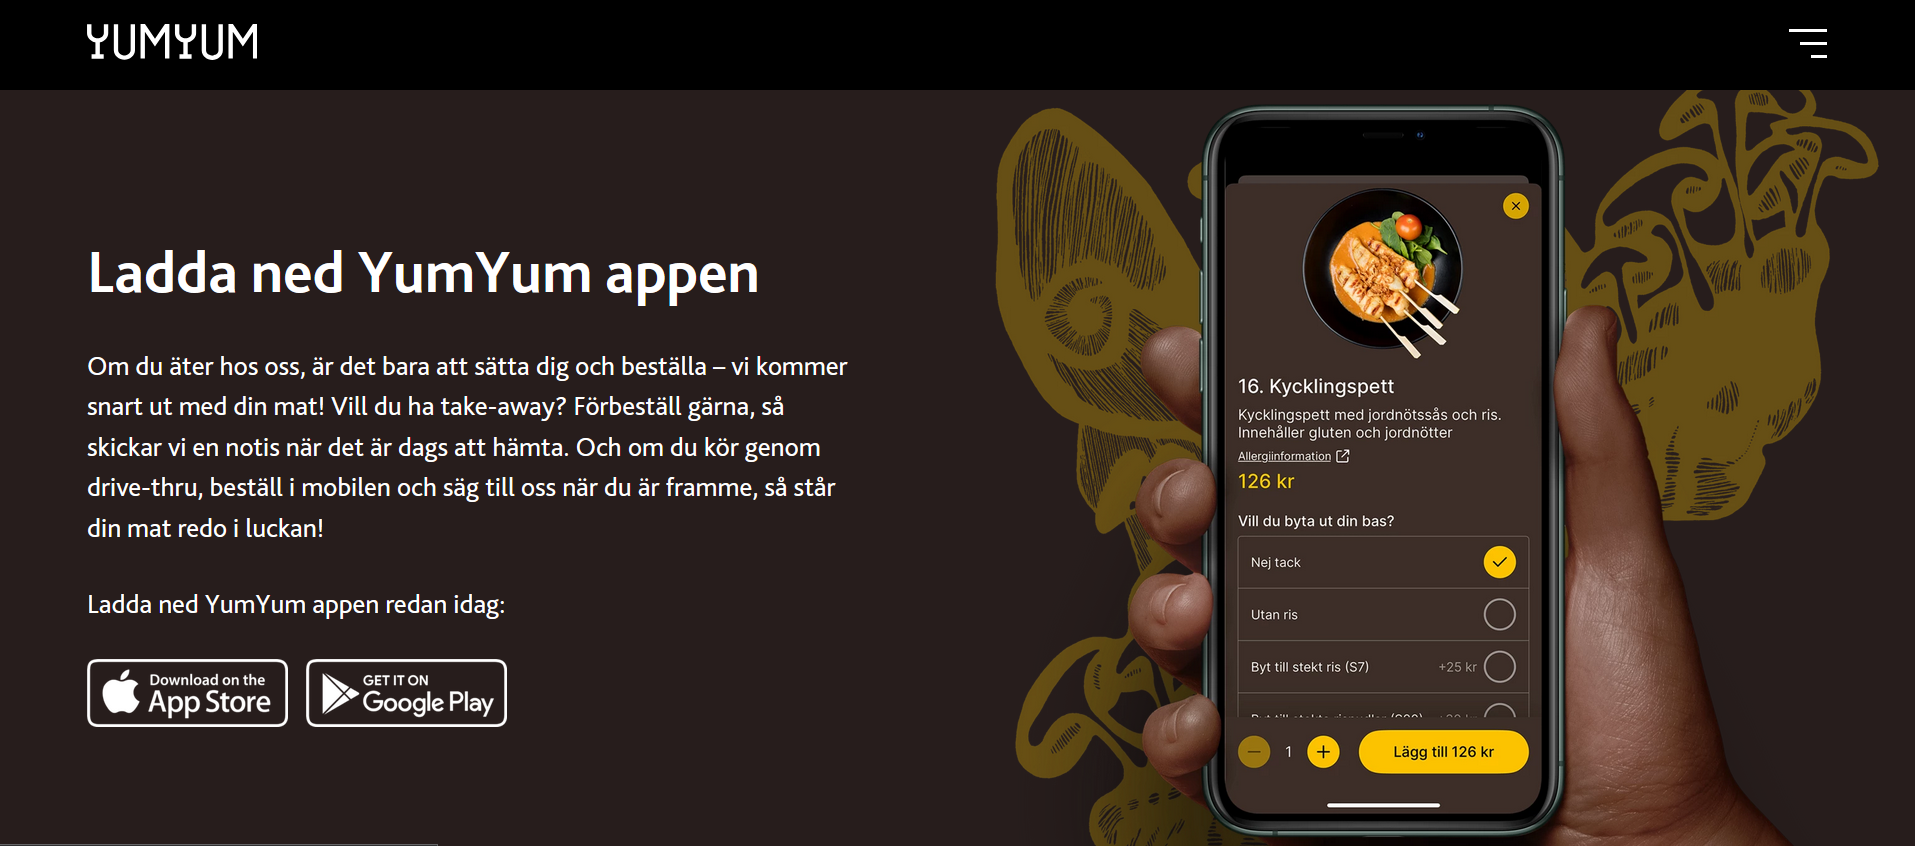 YUMYUM
Ladda ned YumYum appen
Om du äter hos oss, är det bara att sätta dig och beställa – vi kommer
snart ut med din mat! Vill du ha take-away? Förbeställ gärna, så
skickar vi en notis när det är dags att hämta. Och om du kör genom
drive-thru, beställ i mobilen och säg till oss när du är framme, så står
din mat redo i luckan!
Ladda ned YumYum appen redan idag:
Download on the
App Store
GET IT ON
Google Play
16. Kycklingspett
Kycklingspett med jordnötssås och ris.
Innehåller gluten och jordnötter
Allergiinformation
126 kr
Vill du byta ut din bas?
Nej tack
Utan ris
Byt till stekt ris (S7) +25 kr
1
Lägg till 126 kr